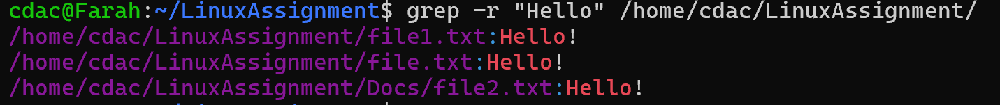 cdac@Farah:~/LinuxAssignment$ grep -r "Hello" /home/cdac/LinuxAssignment/
/home/cdac/LinuxAssignment/file1.txt:Hello!
/home/cdac/LinuxAssignment/file.txt:Hello!
/home/cdac/LinuxAssignment/Docs/file2.txt:Hello!